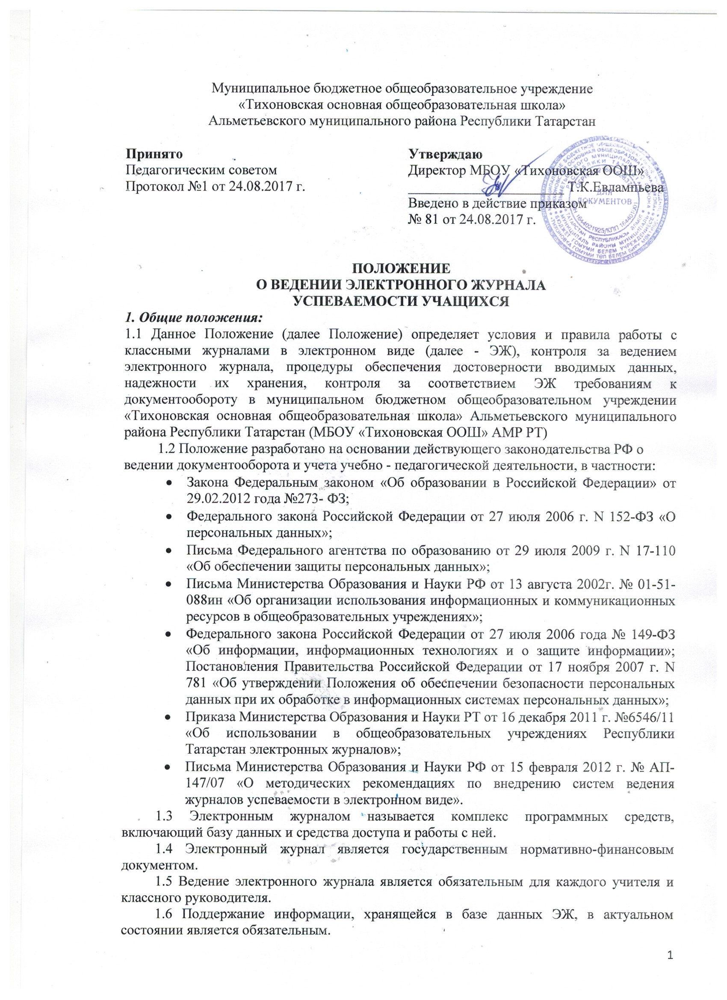 Муниципальное бюджетное общеобразовательное учреждение
«Тихоновская основная общеобразовательная школа»
Альметьевского муниципального района Республики Татарстан
Принято
Педагогическим советом
Протокол №1 от 24.08.2017 г.
Утверждаю
Директор МБОУ «Тихоновская ООШ»
Т.К.Евлампьева
Введено в действие приказом
№ 81 от 24.08.2017 г.
ДЛЯ
ДОКУМЕНТОВ
ПОЛОЖЕНИЕ
О ВЕДЕНИИ ЭЛЕКТРОННОГО ЖУРНАЛА
УСПЕВАЕМОСТИ УЧАЩИХСЯ
1. Общие положения:
1.1 Данное Положение (далее Положение) определяет условия и правила работы с
классными журналами в электронном виде (далее - ЭЖ), контроля за ведением
электронного журнала, процедуры обеспечения достоверности вводимых данных,
надежности их хранения, контроля за соответствием ЭЖ требованиям к
документообороту в муниципальном бюджетном общеобразовательном учреждении
«Тихоновская основная общеобразовательная школа» Альметьевского муниципального
района Республики Татарстан (МБОУ «Тихоновская ООШ» АМР РТ)
1.2 Положение разработано на основании действующего законодательства РФ о
ведении документооборота и учета учебно - педагогической деятельности, в частности:
• Закона Федеральным законом «Об образовании в Российской Федерации» от
29.02.2012 года №273- ФЗ;
• Федерального закона Российской Федерации от 27 июля 2006 г. N 152-ФЗ «О
персональных данных»;
• Письма Федерального агентства по образованию от 29 июля 2009 г. N 17-110
«Об обеспечении защиты персональных данных»;
• Письма Министерства Образования и Науки РФ от 13 августа 2002г. № 01-51-
088ин «Об организации использования информационных и коммуникационных
ресурсов в общеобразовательных учреждениях»;
• Федерального закона Российской Федерации от 27 июля 2006 года № 149-ФЗ
«Об информации, информационных технологиях и о защите информации»;
Постановления Правительства Российской Федерации от 17 ноября 2007 г. N
781 «Об утверждении Положения об обеспечении безопасности персональных
данных при их обработке в информационных системах персональных данных»;
• Приказа Министерства Образования и Науки РТ от 16 декабря 2011 г. №6546/11
«Об использовании в общеобразовательных учреждениях Республики
Татарстан электронных журналов»;
• Письма Министерства Образования и Науки РФ от 15 февраля 2012 г. № АП-
147/07 «О методических рекомендациях по внедрению систем ведения
журналов успеваемости в электронном виде».
1.3 Электронным журналом называется комплекс программных средств,
включающий базу данных и средства доступа и работы с ней.
1.4 Электронный журнал является государственным нормативно-финансовым
документом.
1.5 Ведение электронного журнала является обязательным для каждого учителя и
классного руководителя.
1.6 Поддержание информации, хранящейся в базе данных ЭЖ, в актуальном
состоянии является обязательным.
1